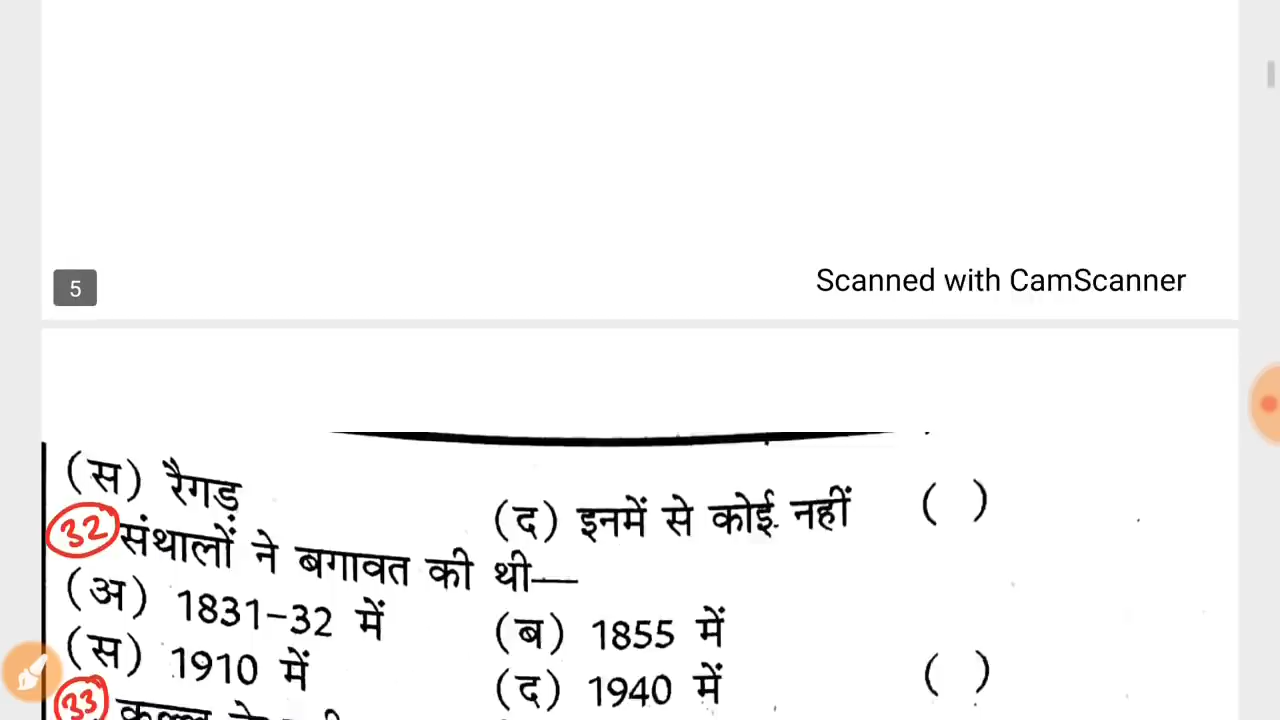 5
Scanned with CamScanner
(स) रैगड़
(द) इनमें से कोई नहीं ( )
32 संथालों ने बगावत की थी—
(अ) 1831-32 में
(ब) 1855 में
(स) 1910 में
(द) 1940 में ( )
33